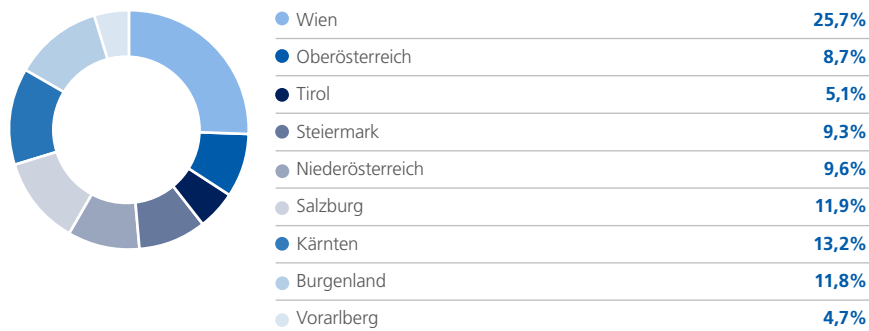 Wien 25,7%
Oberösterreich 8,7%
Tirol 5,1%
Steiermark 9,3%
Niederösterreich 9,6%
Salzburg 11,9%
Kärnten 13,2%
Burgenland 11,8%
Vorarlberg 4,7%